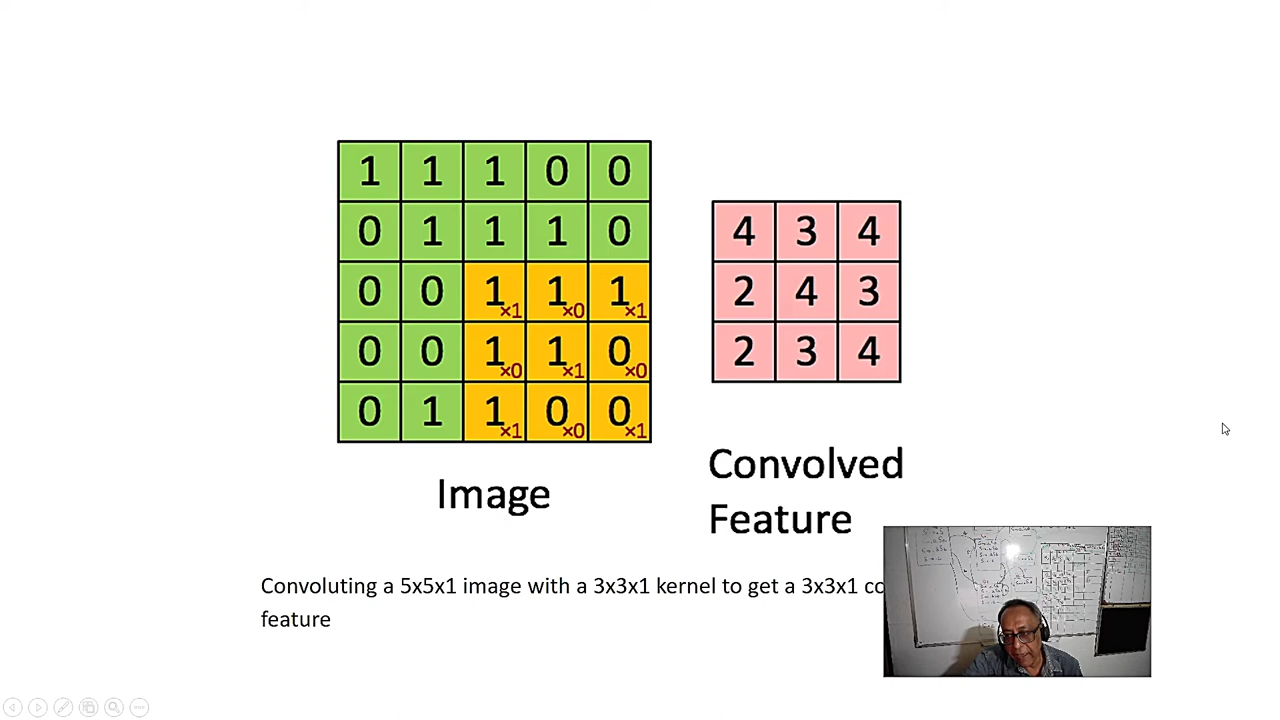 1 1 1 0 0
0 1 1 1 0
0 0 1×1 1×0 1×1
0 0 1×0 1×1 0×0
0 1 1×1 0×0 0×1
Image
4 3 4
2 4 3
2 3 4
Convolved
Feature
Convoluting a 5x5x1 image with a 3x3x1 kernel to get a 3x3x1
feature